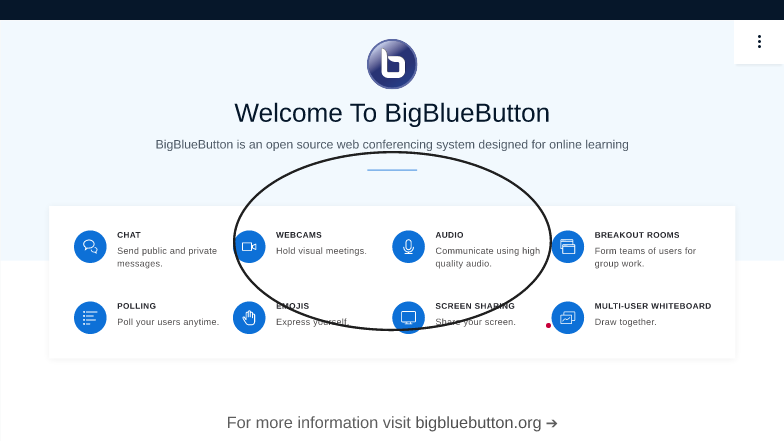 Welcome To BigBlueButton
BigBlueButton is an open source web conferencing system designed for online learning
CHAT
Send public and private
messages.
WEBCAMS
Hold visual meetings.
AUDIO
Communicate using high
quality audio.
BREAKOUT ROOMS
Form teams of users for
group work.
POLLING
Poll your users anytime.
EMOJIS
Express yourself.
SCREEN SHARING
Share your screen.
MULTI-USER WHITEBOARD
Draw together.
For more information visit bigbluebutton.org →